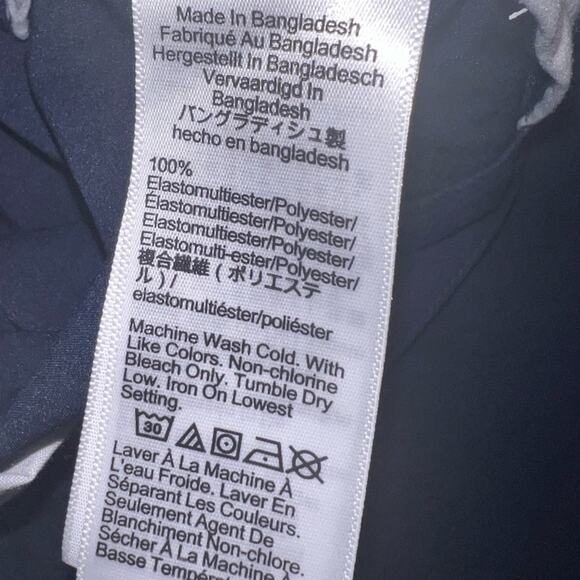 Made In Bangladesh
Fabriqué Au Bangladesh
Hergestellt In Bangladesch
Vervaardigd In
Bangladesh
バングラディシュ製
hecho en bangladesh
100%
Elastomultiester/Polyester/
Élastomultiester/Polyester/
Elastomultiester/Polyester/
Elastomulti-ester/Polyester/
複合繊維(ポリエステ
ル)/
elastomultiéster/poliéster
Machine Wash Cold. With
Like Colors. Non-chlorine
Bleach Only. Tumble Dry
Low. Iron On Lowest
Setting.
30
Laver À La Machine À
L'eau Froide. Laver En
Séparant Les Couleurs.
Seulement Agent De
Blanchiment Non-chlore.
Sécher À La Machine À
Basse